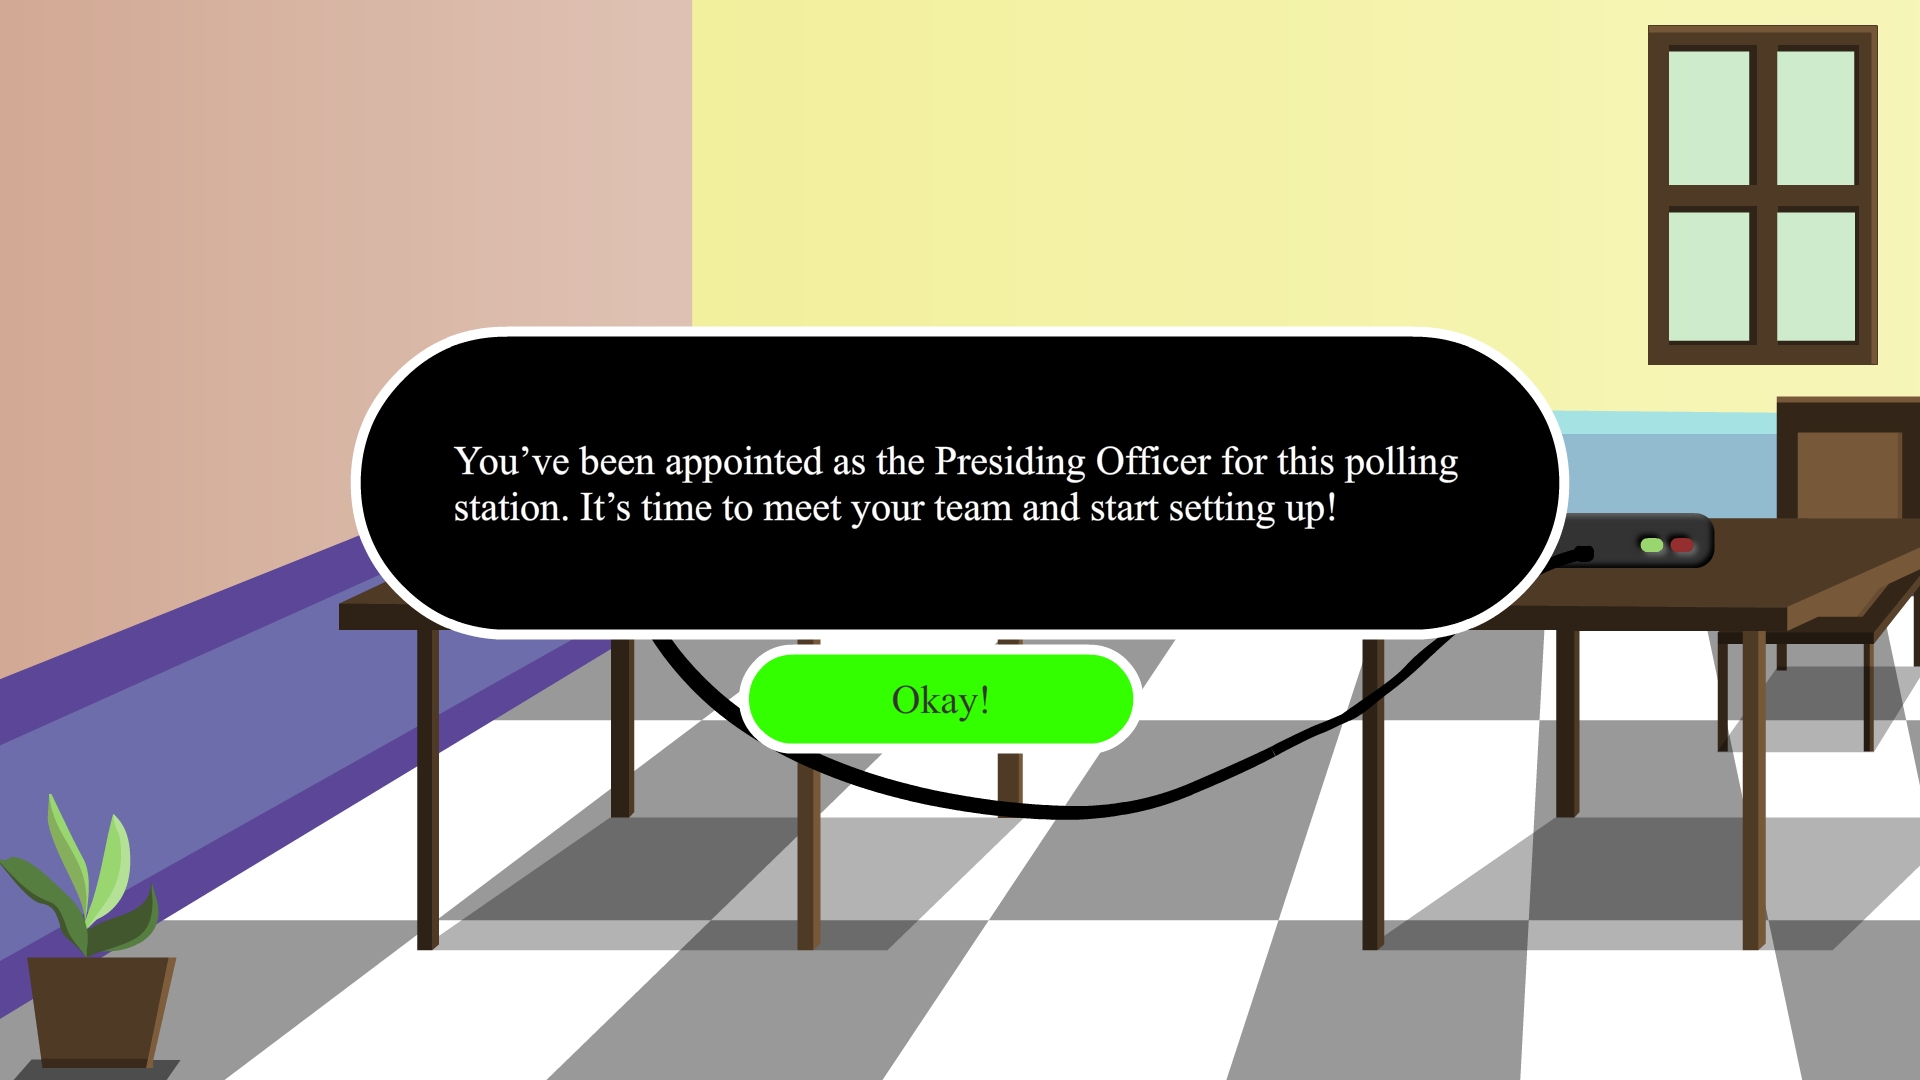 You’ve been appointed as the Presiding Officer for this polling
station. It’s time to meet your team and start setting up!
Okay!